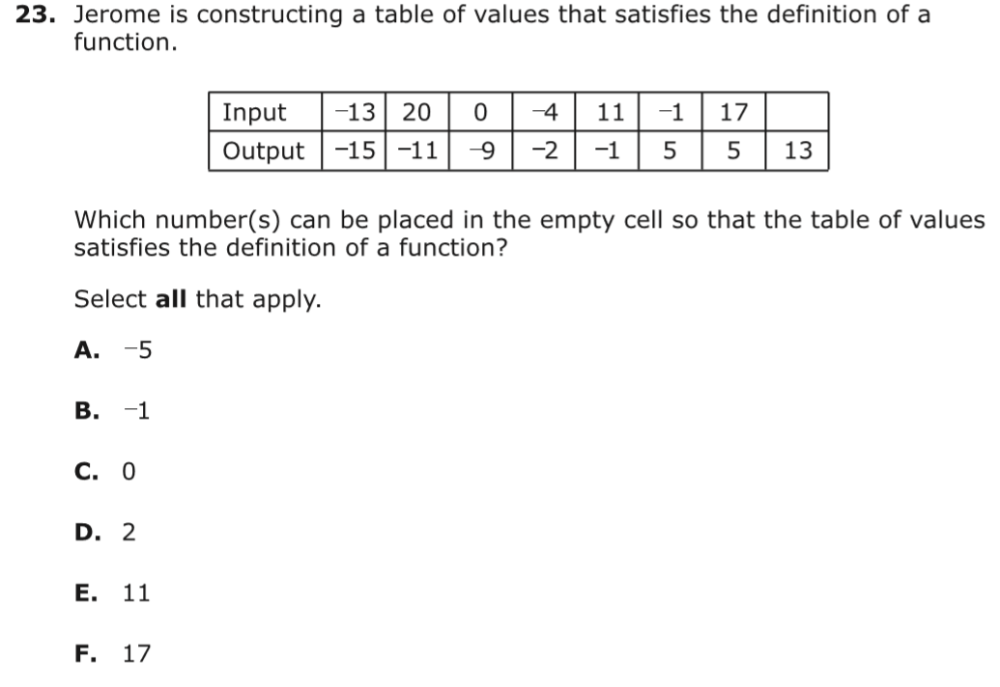 23. Jerome is constructing a table of values that satisfies the definition of a
function.
Input −13 20 0 −4 11 −1 17
Output −15 −11 −9 −2 −1 5 5 13
Which number(s) can be placed in the empty cell so that the table of values
satisfies the definition of a function?
Select all that apply.
A. −5
B. −1
C. 0
D. 2
E. 11
F. 17